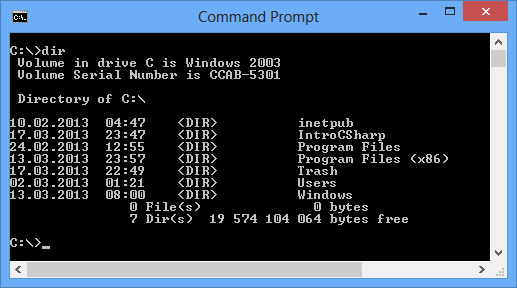 Command Prompt
C:\>dir
Volume in drive C is Windows 2003
Volume Serial Number is CCAB-5301
Directory of C:\
10.02.2013  04:47    <DIR>          inetpub
17.03.2013  23:47    <DIR>          IntroCSharp
24.02.2013  12:55    <DIR>          Program Files
13.03.2013  23:57    <DIR>          Program Files (x86)
17.03.2013  22:49    <DIR>          Trash
02.03.2013  01:21    <DIR>          Users
13.03.2013  08:00    <DIR>          Windows
0 File(s)              0 bytes
7 Dir(s)  19 574 104 064 bytes free
C:\>_